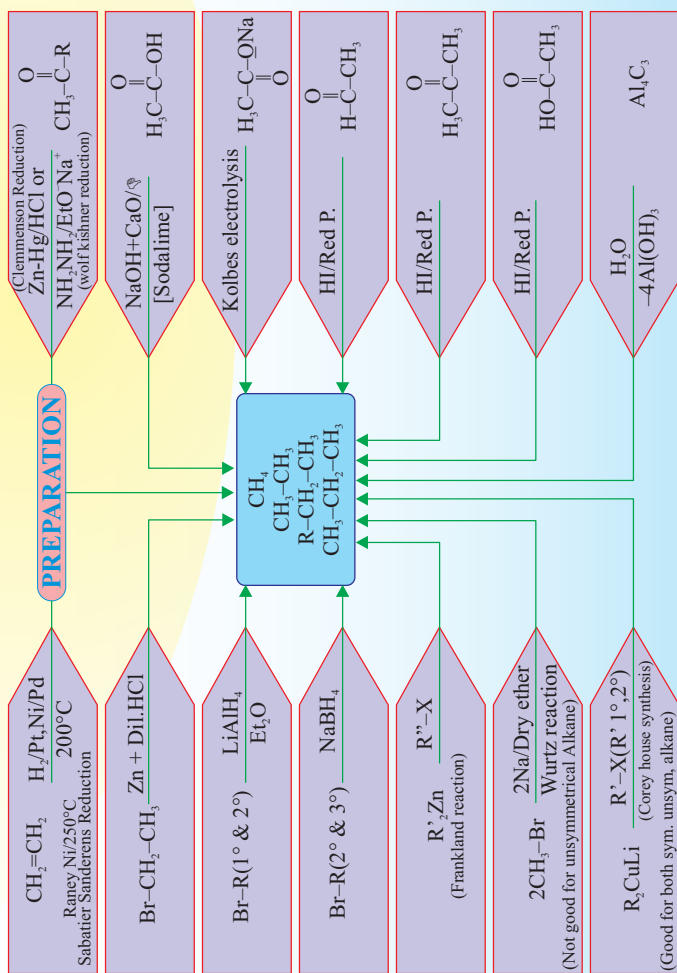 PREPARATION
CH₂=CH₂ H₂/Pt,Ni/Pd
200°C
Raney Ni/250°C
Sabatier Sanderens Reduction
Br–CH₂–CH₃ Zn + Dil.HCl
Br–R(1° & 2°) LiAlH₄
Et₂O
Br–R(2° & 3°) NaBH₄
R'₂Zn R''–X
(Frankland reaction)
2CH₃–Br 2Na/Dry ether
Wurtz reaction
(Not good for unsymmetrical Alkane)
R₂CuLi R'–X(R' 1°,2°)
(Corey house synthesis)
(Good for both sym. unsym, alkane)
CH₄
CH₃–CH₃
R–CH₂–CH₃
CH₃–CH₂–CH₃
(Clemmenson Reduction)
Zn-Hg/HCl or
NH₂NH₂/EtO⁻Na⁺
(wolf kishner reduction)
O
CH₃–C–R
NaOH+CaO/
[Sodalime]
O
H₃C–C–OH
Kolbes electrolysis
H₃C–C–ONa
O
HI/Red P.
O
H–C–CH₃
HI/Red P.
O
H₃C–C–CH₃
HI/Red P.
O
HO–C–CH₃
H₂O
–4Al(OH)₃
Al₄C₃